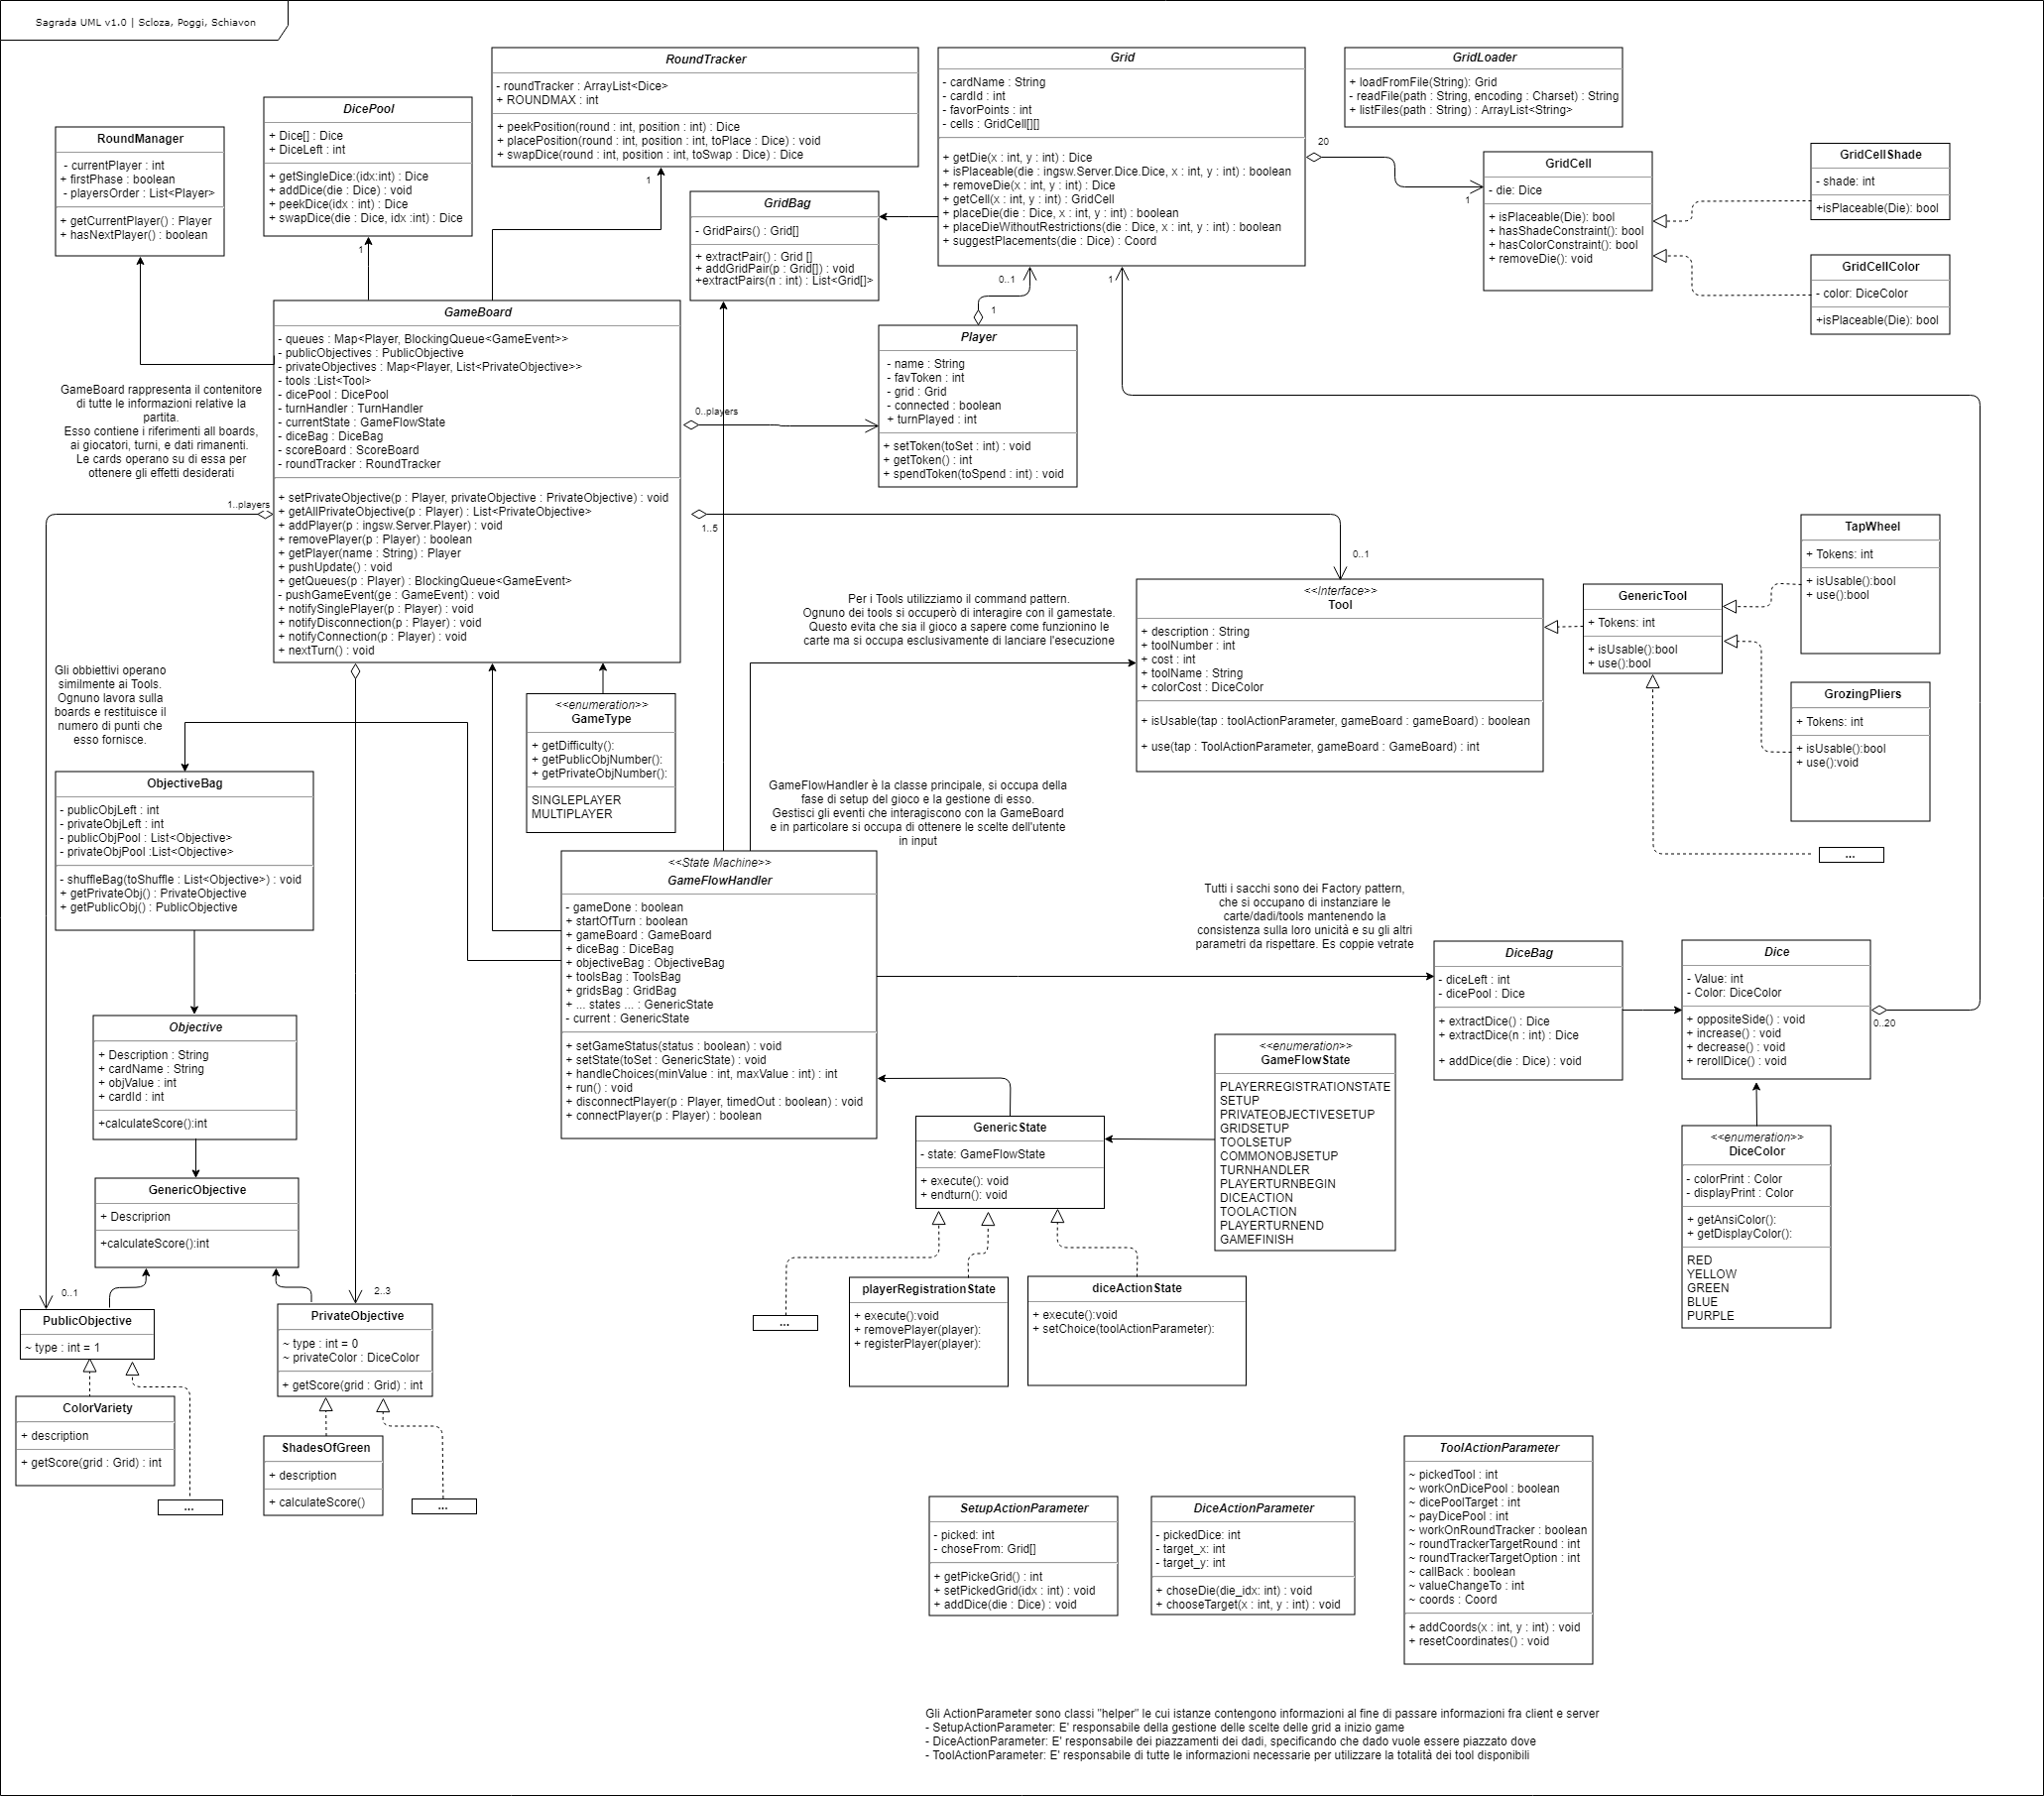 Sagrada UML v1.0 | Scloza, Poggi, Schiavon
RoundManager
- currentPlayer : int
+ firstPhase : boolean
- playersOrder : List<Player>
+ getCurrentPlayer() : Player
+ hasNextPlayer() : boolean
DicePool
+ Dice[] : Dice
+ DiceLeft : int
+ getSingleDice:(idx:int) : Dice
+ addDice(die : Dice) : void
+ peekDice(idx : int) : Dice
+ swapDice(die : Dice, idx :int) : Dice
1
RoundTracker
- roundTracker : ArrayList<Dice>
+ ROUNDMAX : int
+ peekPosition(round : int, position : int) : Dice
+ placePosition(round : int, position : int, toPlace : Dice) : void
+ swapDice(round : int, position : int, toSwap : Dice) : Dice
1
GridBag
- GridPairs() : Grid[]
+ extractPair() : Grid []
+ addGridPair(p : Grid[]) : void
+extractPairs(n : int) : List<Grid[]>
Grid
- cardName : String
- cardId : int
- favorPoints : int
- cells : GridCell[][]
+ getDie(x : int, y : int) : Dice
+ isPlaceable(die : ingsw.Server.Dice.Dice, x : int, y : int) : boolean
+ removeDie(x : int, y : int) : Dice
+ getCell(x : int, y : int) : GridCell
+ placeDie(die : Dice, x : int, y : int) : boolean
+ placeDieWithoutRestrictions(die : Dice, x : int, y : int) : boolean
+ suggestPlacements(die : Dice) : Coord
0..1
1
1
20
1
GridLoader
+ loadFromFile(String): Grid
- readFile(path : String, encoding : Charset) : String
+ listFiles(path : String) : ArrayList<String>
GridCell
- die: Dice
+ isPlaceable(Die): bool
+ hasShadeConstraint(): bool
+ hasColorConstraint(): bool
+ removeDie(): void
GridCellShade
- shade: int
+isPlaceable(Die): bool
GridCellColor
- color: DiceColor
+isPlaceable(Die): bool
GameBoard rappresenta il contenitore
di tutte le informazioni relative la
partita.
Esso contiene i riferimenti all boards,
ai giocatori, turni, e dati rimanenti.
Le cards operano su di essa per
ottenere gli effetti desiderati
GameBoard
- queues : Map<Player, BlockingQueue<GameEvent>>
- publicObjectives : PublicObjective
- privateObjectives : Map<Player, List<PrivateObjective>>
- tools :List<Tool>
- dicePool : DicePool
- turnHandler : TurnHandler
- currentState : GameFlowState
- diceBag : DiceBag
- scoreBoard : ScoreBoard
- roundTracker : RoundTracker
+ setPrivateObjective(p : Player, privateObjective : PrivateObjective) : void
+ getAllPrivateObjective(p : Player) : List<PrivateObjective>
+ addPlayer(p : ingsw.Server.Player) : void
+ removePlayer(p : Player) : boolean
+ getPlayer(name : String) : Player
+ pushUpdate() : void
+ getQueues(p : Player) : BlockingQueue<GameEvent>
- pushGameEvent(ge : GameEvent) : void
+ notifySinglePlayer(p : Player) : void
+ notifyDisconnection(p : Player) : void
+ notifyConnection(p : Player) : void
+ nextTurn() : void
1..players
0..players
1..5
0..1
Player
- name : String
- favToken : int
- grid : Grid
- connected : boolean
+ turnPlayed : int
+ setToken(toSet : int) : void
+ getToken() : int
+ spendToken(toSpend : int) : void
Per i Tools utilizziamo il command pattern.
Ognuno dei tools si occuperò di interagire con il gamestate.
Questo evita che sia il gioco a sapere come funzionino le
carte ma si occupa esclusivamente di lanciare l'esecuzione
<<Interface>>
Tool
+ description : String
+ toolNumber : int
+ cost : int
+ toolName : String
+ colorCost : DiceColor
+ isUsable(tap : toolActionParameter, gameBoard : gameBoard) : boolean
+ use(tap : ToolActionParameter, gameBoard : GameBoard) : int
GenericTool
+ Tokens: int
+ isUsable():bool
+ use():bool
TapWheel
+ Tokens: int
+ isUsable():bool
+ use():bool
GrozingPliers
+ Tokens: int
+ isUsable():bool
+ use():void
...
Gli obbiettivi operano
similmente ai Tools.
Ognuno lavora sulla
boards e restituisce il
numero di punti che
esso fornisce.
<<enumeration>>
GameType
+ getDifficulty():
+ getPublicObjNumber():
+ getPrivateObjNumber():
SINGLEPLAYER
MULTIPLAYER
ObjectiveBag
- publicObjLeft : int
- privateObjLeft : int
- publicObjPool : List<Objective>
- privateObjPool :List<Objective>
- shuffleBag(toShuffle : List<Objective>) : void
+ getPrivateObj() : PrivateObjective
+ getPublicObj() : PublicObjective
GameFlowHandler è la classe principale, si occupa della
fase di setup del gioco e la gestione di esso.
Gestisci gli eventi che interagiscono con la GameBoard
e in particolare si occupa di ottenere le scelte dell'utente
in input
<<State Machine>>
GameFlowHandler
- gameDone : boolean
+ startOfTurn : boolean
+ gameBoard : GameBoard
+ diceBag : DiceBag
+ objectiveBag : ObjectiveBag
+ toolsBag : ToolsBag
+ gridsBag : GridBag
+ ... states ... : GenericState
- current : GenericState
+ setGameStatus(status : boolean) : void
+ setState(toSet : GenericState) : void
+ handleChoices(minValue : int, maxValue : int) : int
+ run() : void
+ disconnectPlayer(p : Player, timedOut : boolean) : void
+ connectPlayer(p : Player) : boolean
Tutti i sacchi sono dei Factory pattern,
che si occupano di instanziare le
carte/dadi/tools mantenendo la
consistenza sulla loro unicità e su gli altri
parametri da rispettare. Es coppie vetrate
DiceBag
- diceLeft : int
- dicePool : Dice
+ extractDice() : Dice
+ extractDice(n : int) : Dice
+ addDice(die : Dice) : void
Dice
- Value: int
- Color: DiceColor
+ oppositeSide() : void
+ increase() : void
+ decrease() : void
+ rerollDice() : void
0..20
<<enumeration>>
DiceColor
- colorPrint : Color
- displayPrint : Color
+ getAnsiColor():
+ getDisplayColor():
RED
YELLOW
GREEN
BLUE
PURPLE
Objective
+ Description : String
+ cardName : String
+ objValue : int
+ cardId : int
+calculateScore():int
GenericObjective
+ Descriprion
+calculateScore():int
<<enumeration>>
GameFlowState
PLAYERREGISTRATIONSTATE
SETUP
PRIVATEOBJECTIVESETUP
GRIDSETUP
TOOLSETUP
COMMONOBJSETUP
TURNHANDLER
PLAYERTURNBEGIN
DICEACTION
TOOLACTION
PLAYERTURNEND
GAMEFINISH
GenericState
- state: GameFlowState
+ execute(): void
+ endturn(): void
...
playerRegistrationState
+ execute():void
+ removePlayer(player):
+ registerPlayer(player):
diceActionState
+ execute():void
+ setChoice(toolActionParameter):
0..1
PublicObjective
~ type : int = 1
2..3
PrivateObjective
~ type : int = 0
~ privateColor : DiceColor
+ getScore(grid : Grid) : int
ColorVariety
+ description
+ getScore(grid : Grid) : int
...
ShadesOfGreen
+ description
+ calculateScore()
...
SetupActionParameter
- picked: int
- choseFrom: Grid[]
+ getPickeGrid() : int
+ setPickedGrid(idx : int) : void
+ addDice(die : Dice) : void
DiceActionParameter
- pickedDice: int
- target_x: int
- target_y: int
+ choseDie(die_idx: int) : void
+ chooseTarget(x : int, y : int) : void
ToolActionParameter
~ pickedTool : int
~ workOnDicePool : boolean
~ dicePoolTarget : int
~ payDicePool : int
~ workOnRoundTracker : boolean
~ roundTrackerTargetRound : int
~ roundTrackerTargetOption : int
~ callBack : boolean
~ valueChangeTo : int
~ coords : Coord
+ addCoords(x : int, y : int) : void
+ resetCoordinates() : void
Gli ActionParameter sono classi "helper" le cui istanze contengono informazioni al fine di passare informazioni fra client e server
- SetupActionParameter: E' responsabile della gestione delle scelte delle grid a inizio game
- DiceActionParameter: E' responsabile dei piazzamenti dei dadi, specificando che dado vuole essere piazzato dove
- ToolActionParameter: E' responsabile di tutte le informazioni necessarie per utilizzare la totalità dei tool disponibili